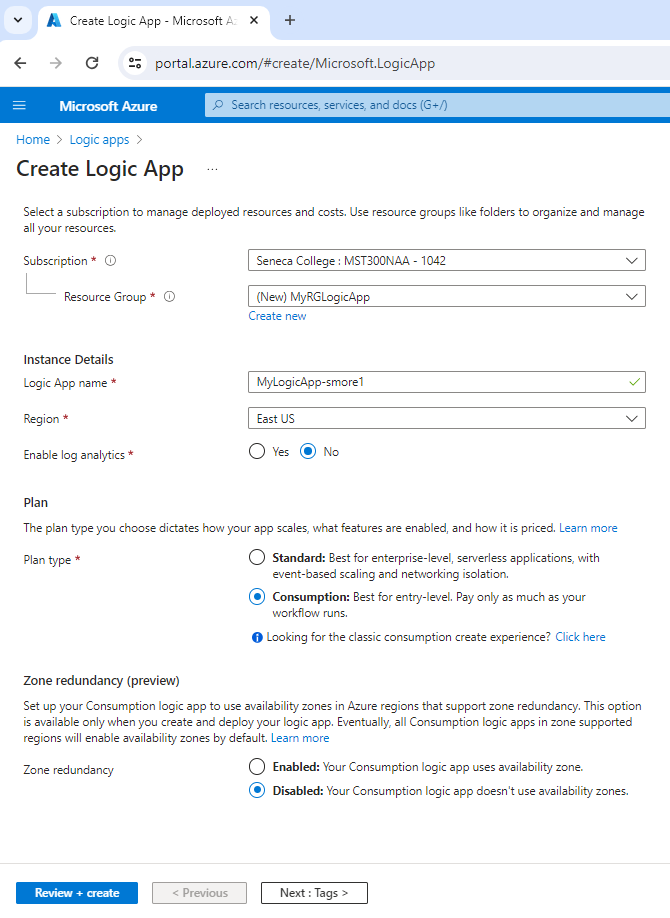 Create Logic App - Microsoft Az
portal.azure.com/#create/Microsoft.LogicApp
Microsoft Azure
Search resources, services, and docs (G+/)
Home > Logic apps >
Create Logic App ...
Select a subscription to manage deployed resources and costs. Use resource groups like folders to organize and manage
all your resources.
Subscription *
Seneca College : MST300NAA - 1042
Resource Group *
(New) MyRGLogicApp
Create new
Instance Details
Logic App name *
MyLogicApp-smore1
Region *
East US
Enable log analytics *
Yes No
Plan
The plan type you choose dictates how your app scales, what features are enabled, and how it is priced. Learn more
Plan type *
Standard: Best for enterprise-level, serverless applications, with
event-based scaling and networking isolation.
Consumption: Best for entry-level. Pay only as much as your
workflow runs.
Looking for the classic consumption create experience? Click here
Zone redundancy (preview)
Set up your Consumption logic app to use availability zones in Azure regions that support zone redundancy. This option
is available only when you create and deploy your logic app. Eventually, all Consumption logic apps in zone supported
regions will enable availability zones by default. Learn more
Zone redundancy
Enabled: Your Consumption logic app uses availability zone.
Disabled: Your Consumption logic app doesn't use availability zones.
Review + create
< Previous
Next : Tags >